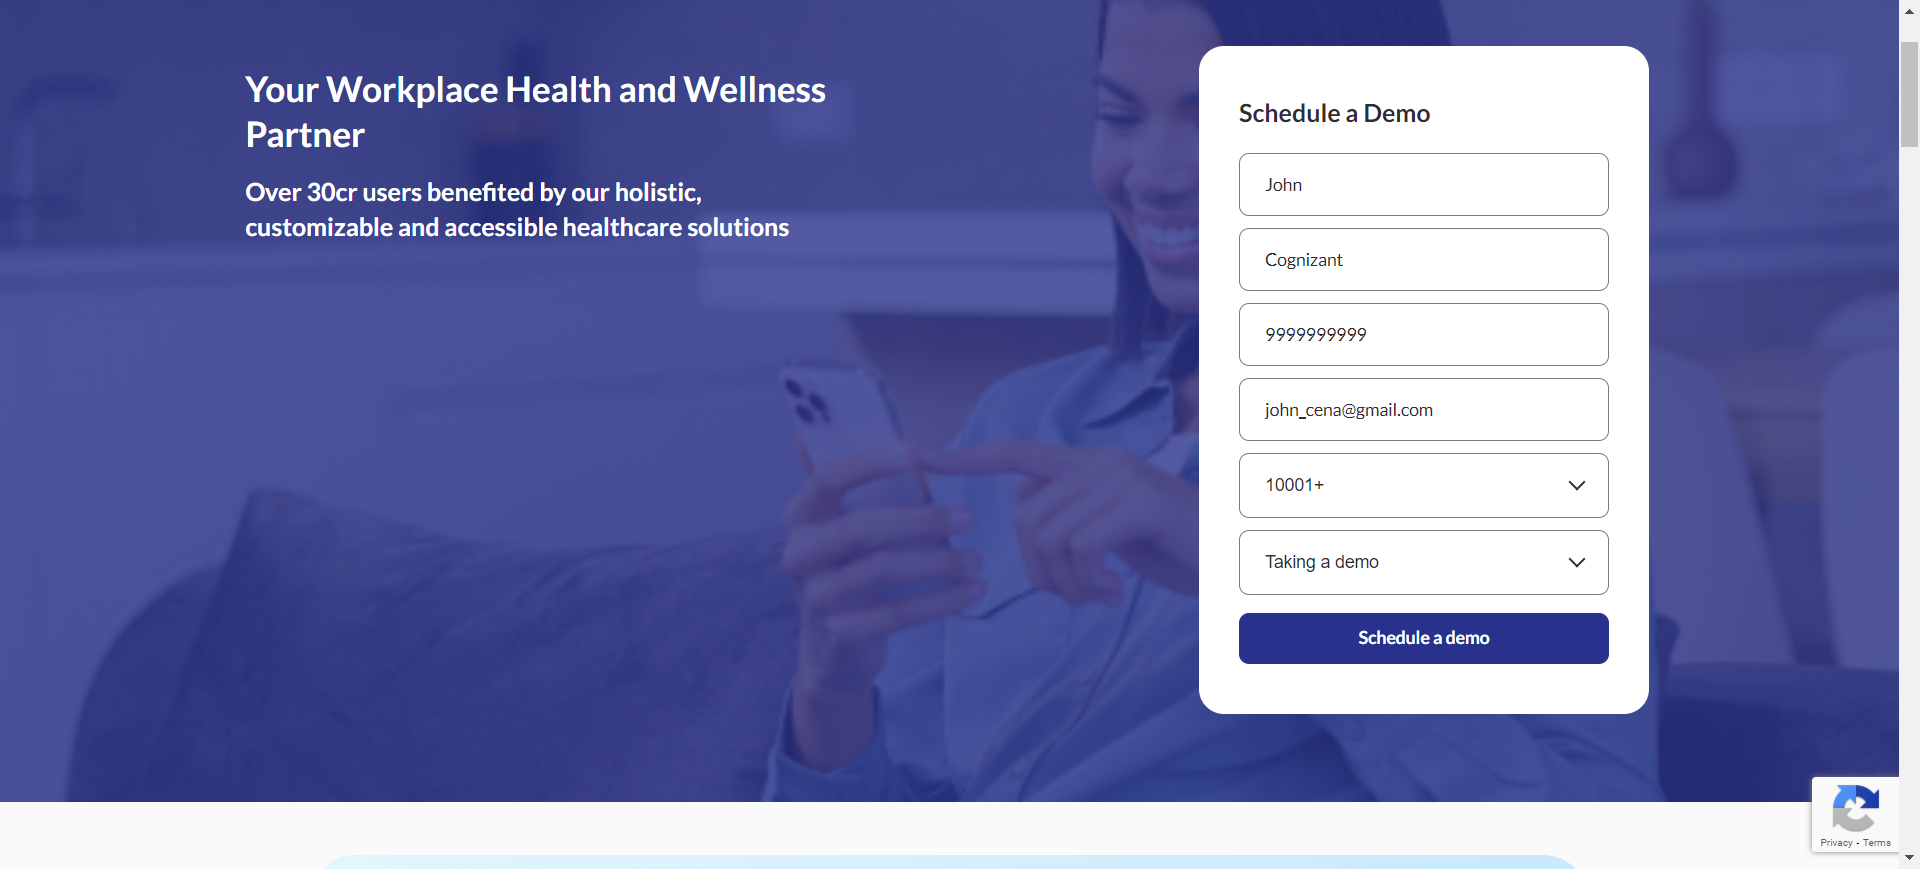 Your Workplace Health and Wellness
Partner
Over 30cr users benefited by our holistic,
customizable and accessible healthcare solutions
Schedule a Demo
John
Cognizant
9999999999
john_cena@gmail.com
10001+
Taking a demo
Schedule a demo
Privacy - Terms